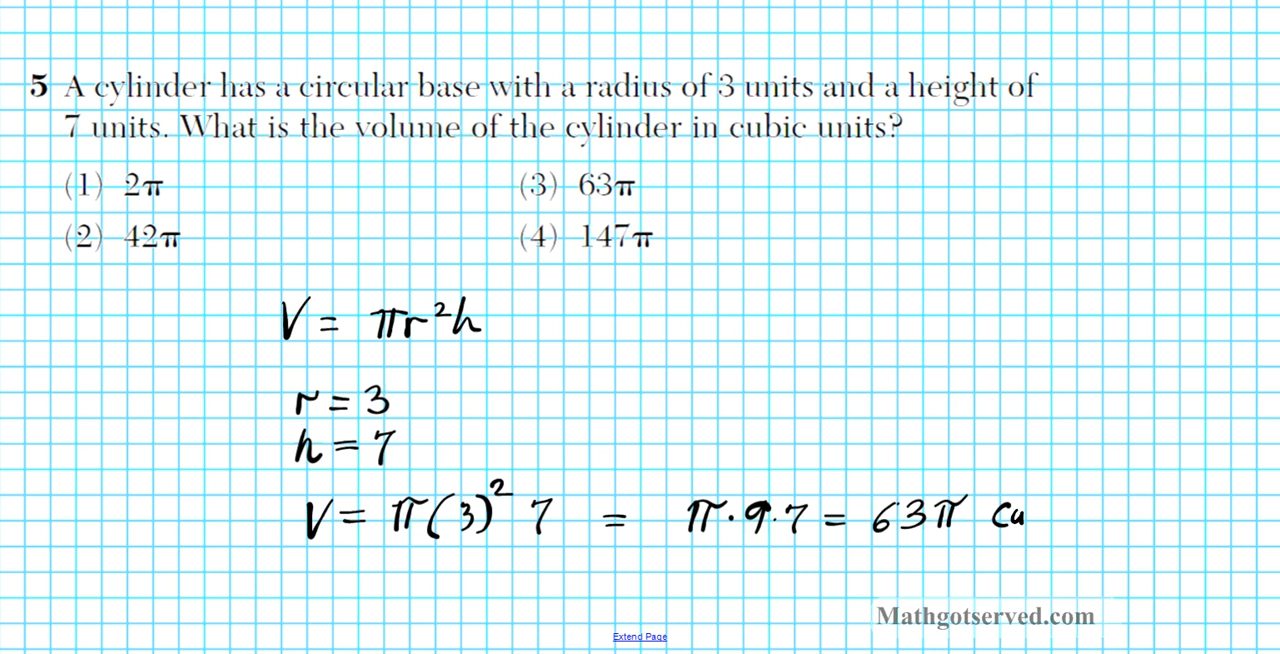 5 A cylinder has a circular base with a radius of 3 units and a height of
7 units. What is the volume of the cylinder in cubic units?
(1) 2π (3) 63π
(2) 42π (4) 147π
V = πr²h
r = 3
h = 7
V = π(3)² 7 = π·9·7 = 63π cu
Mathgotserved.com
Extend Page